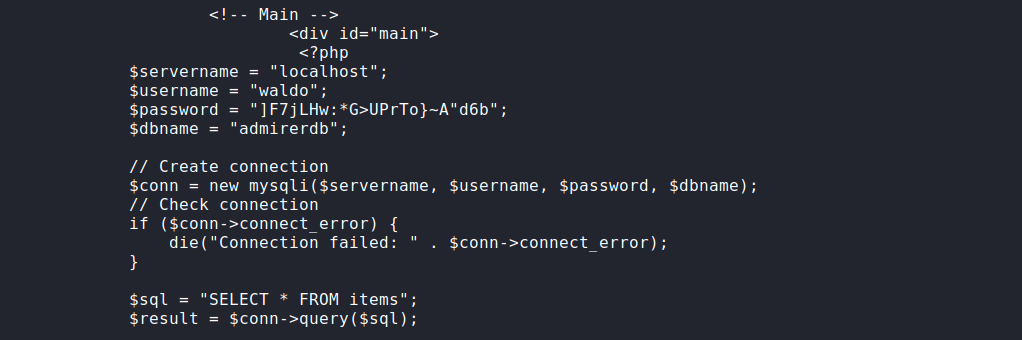 <!-- Main -->
<div id="main">
<?php
$servername = "localhost";
$username = "waldo";
$password = "]F7jLHw:*G>UPrTo}~A"d6b";
$dbname = "admirerdb";

// Create connection
$conn = new mysqli($servername, $username, $password, $dbname);
// Check connection
if ($conn->connect_error) {
    die("Connection failed: " . $conn->connect_error);
}

$sql = "SELECT * FROM items";
$result = $conn->query($sql);